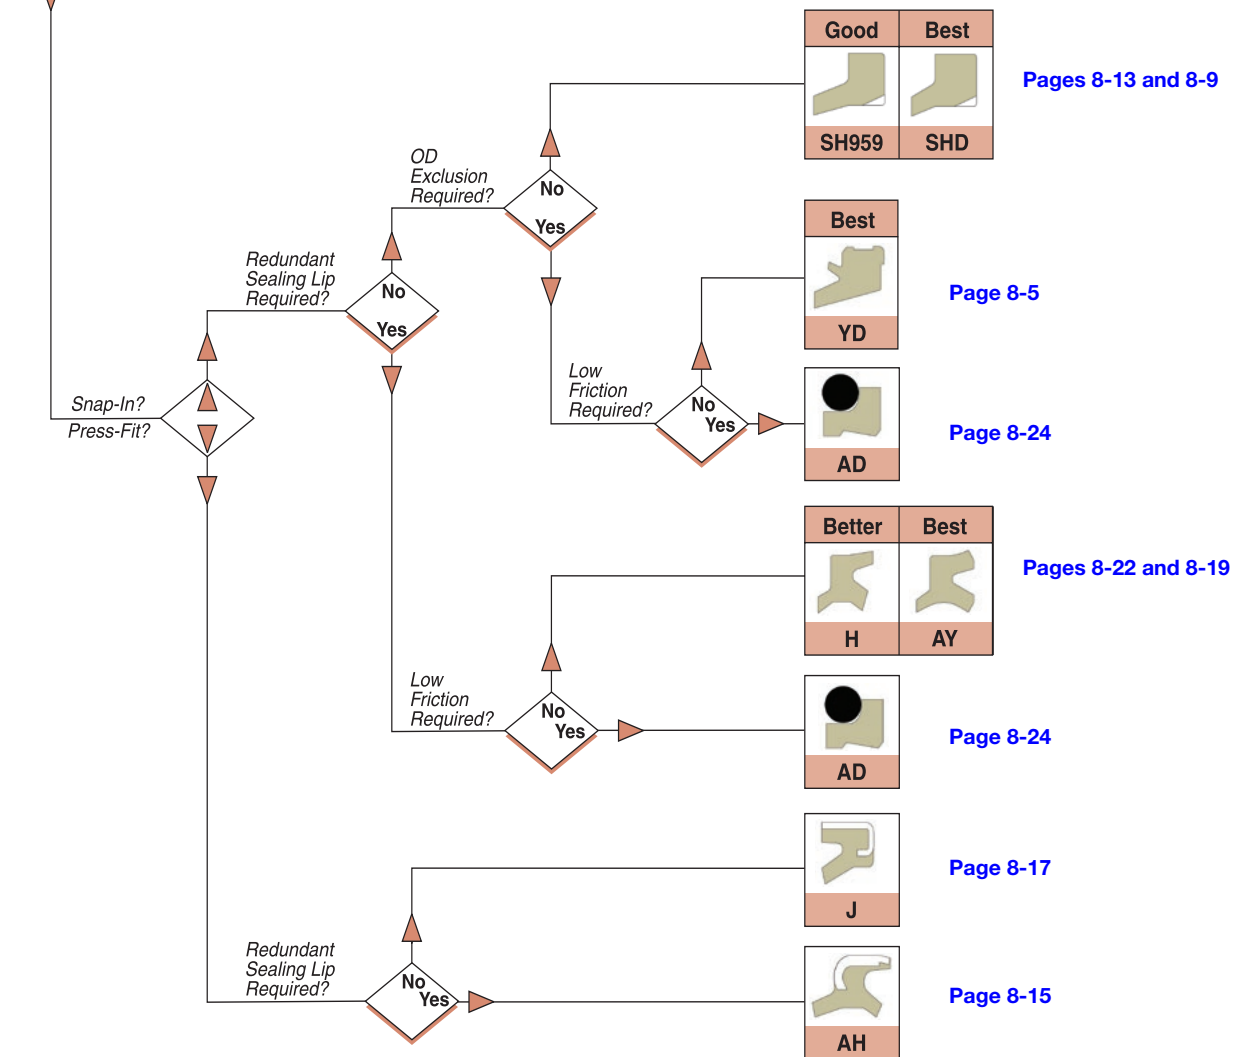 Good Best
SH959 SHD
Pages 8-13 and 8-9
OD
Exclusion
Required?
No
Yes
Best
YD
Page 8-5
Redundant
Sealing Lip
Required?
No
Yes
Low
Friction
Required?
No
Yes
AD
Page 8-24
Snap-In?
Press-Fit?
Better Best
H AY
Pages 8-22 and 8-19
Low
Friction
Required?
No
Yes
AD
Page 8-24
J
Page 8-17
Redundant
Sealing Lip
Required?
No
Yes
AH
Page 8-15